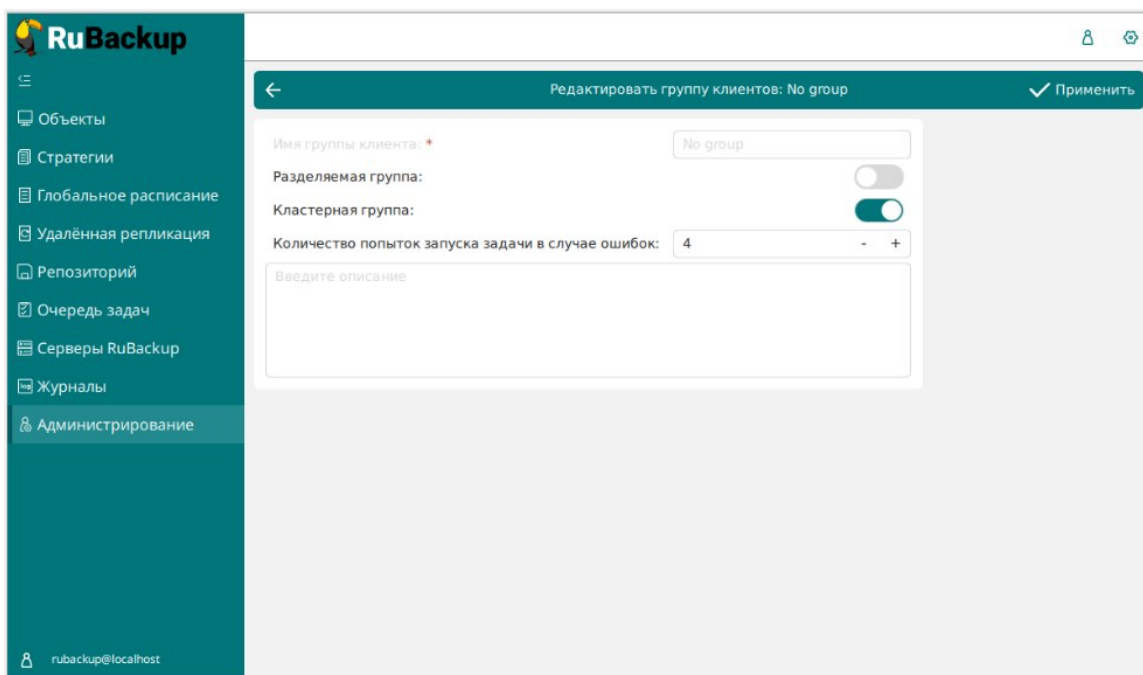 RuBackup
Редактировать группу клиентов: No group
Применить
Объекты
Стратегии
Глобальное расписание
Удалённая репликация
Репозиторий
Очередь задач
Серверы RuBackup
Журналы
Администрирование
Имя группы клиента: *
No group
Разделяемая группа:
Кластерная группа:
Количество попыток запуска задачи в случае ошибок:
4 - +
Введите описание
rubackup@localhost